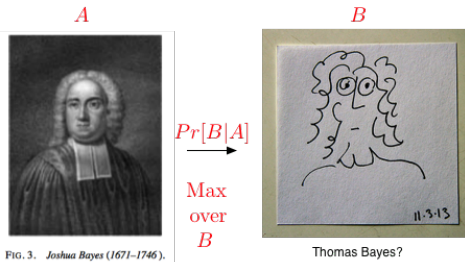 A
B
Pr[B|A]
Max
over
B
11.3.13
FIG. 3. Joshua Bayes (1671–1746).
Thomas Bayes?